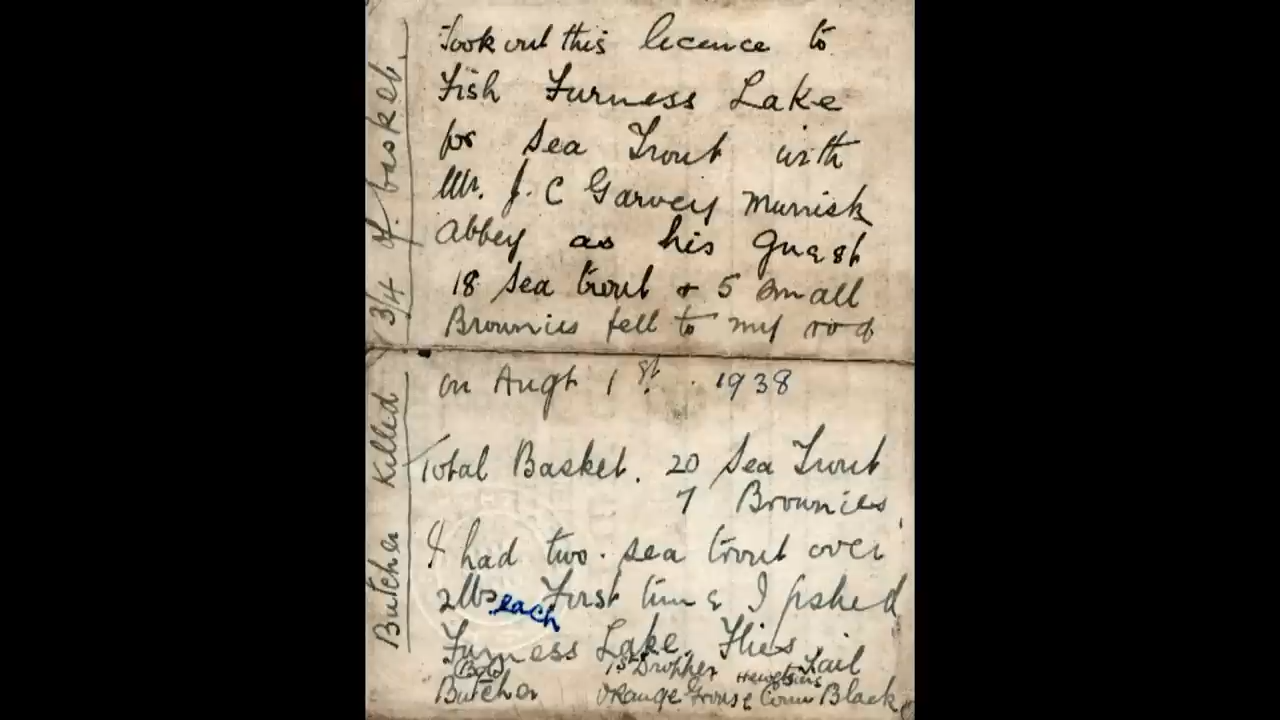 Took out this licence to
Fish Furness Lake
for Sea Trout with
Mr. J. C Garvey Murrisk
Abbey as his guest
18 Sea trout & 5 small
Brownies fell to my rod
on Augt 1st. 1938
Total Basket. 20 Sea Trout
7 Brownies
I had two sea trout over
2lbs each First time I fished
Furness Lake. Flies Tail
Butcher 1st Dropper
Orange Grouse Black
Butcher Killed 3/4 of basket.